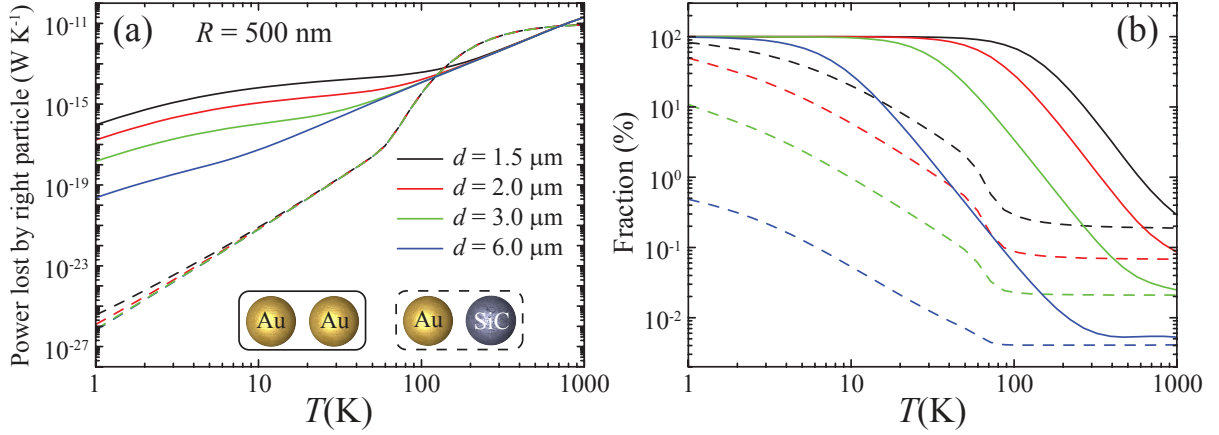 (a)
R = 500 nm
Power lost by right particle (W K⁻¹)
10⁻¹¹
10⁻¹⁵
10⁻¹⁹
10⁻²³
10⁻²⁷
d = 1.5 μm
d = 2.0 μm
d = 3.0 μm
d = 6.0 μm
Au Au Au SiC
1 10 100 1000
T(K)
(b)
Fraction (%)
10²
10¹
10⁰
10⁻¹
10⁻²
1 10 100 1000
T(K)